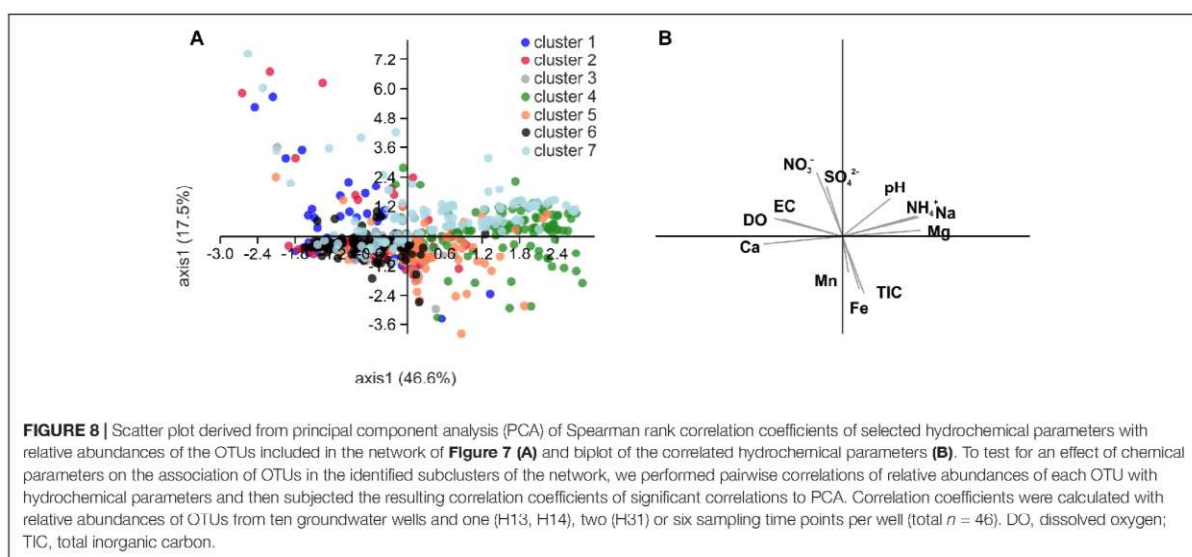 A
B
cluster 1
cluster 2
cluster 3
cluster 4
cluster 5
cluster 6
cluster 7
7.2
6.0
4.8
3.6
2.4
1.2
-3.0 -2.4 -1.8 -1.2 -0.6 0.6 1.2 1.8 2.4
-1.2
-2.4
-3.6
axis1 (17.5%)
axis1 (46.6%)
NO₃⁻
SO₄²⁻
pH
NH₄⁺ Na
EC
DO
Mg
Ca
Mn
TIC
Fe
FIGURE 8 | Scatter plot derived from principal component analysis (PCA) of Spearman rank correlation coefficients of selected hydrochemical parameters with
relative abundances of the OTUs included in the network of Figure 7 (A) and biplot of the correlated hydrochemical parameters (B). To test for an effect of chemical
parameters on the association of OTUs in the identified subclusters of the network, we performed pairwise correlations of relative abundances of each OTU with
hydrochemical parameters and then subjected the resulting correlation coefficients of significant correlations to PCA. Correlation coefficients were calculated with
relative abundances of OTUs from ten groundwater wells and one (H13, H14), two (H31) or six sampling time points per well (total n = 46). DO, dissolved oxygen;
TIC, total inorganic carbon.